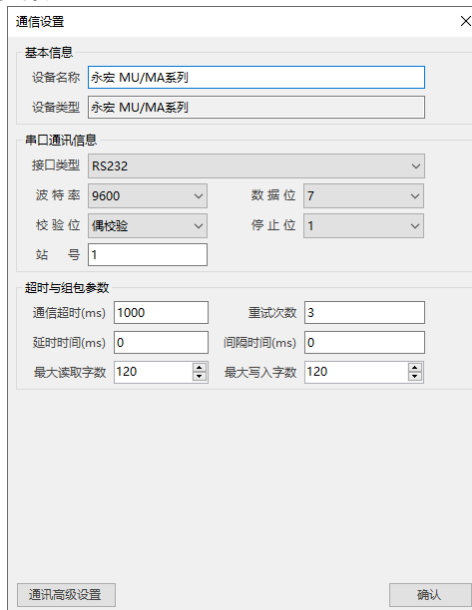 通信设置
基本信息
设备名称 永宏 MU/MA系列
设备类型 永宏 MU/MA系列
串口通讯信息
接口类型 RS232
波特率 9600 数据位 7
校验位 偶校验 停止位 1
站号 1
超时与组包参数
通信超时(ms) 1000 重试次数 3
延时时间(ms) 0 间隔时间(ms) 0
最大读取字数 120 最大写入字数 120
通讯高级设置 确认